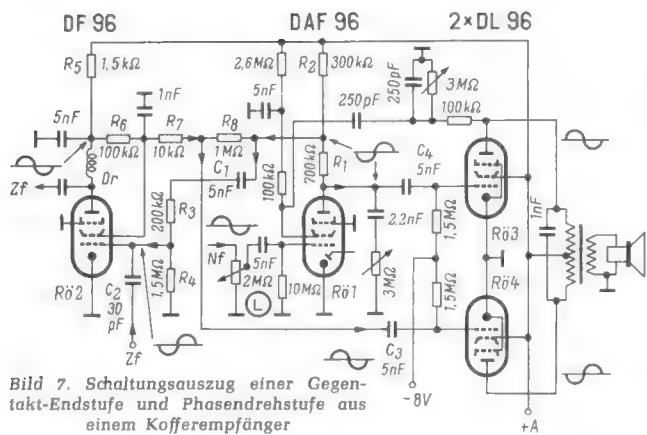 DF 96 DAF 96 2×DL 96
R5 1,5kΩ 2,6MΩ R2 300kΩ
1nF 250pF 3MΩ
5nF R6 R7 R8 5nF 250pF 100kΩ
100kΩ 10kΩ 1MΩ R1
Dr C1 5nF 100kΩ 700kΩ C4 5nF
Zf
R3 200kΩ 2,2nF 1,5MΩ Rö3 1nF
Nf
Rö2 C2 30 pF R4 1,5MΩ 2MΩ 5nF L 10MΩ Rö1 3MΩ 1,5MΩ Rö4
Zf C3 5nF
-8V +A
Bild 7. Schaltungsauszug einer Gegen-
takt-Endstufe und Phasendrehstufe aus
einem Kofferempfänger